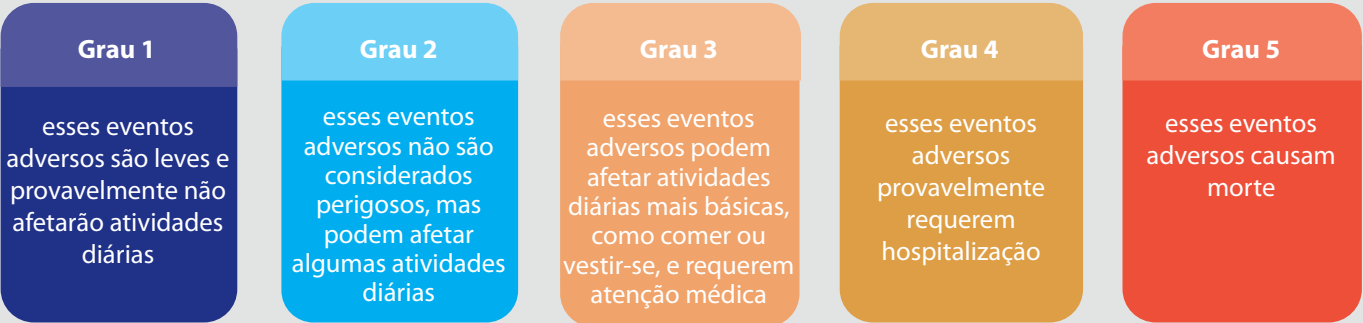 Grau 1
esses eventos
adversos são leves e
provavelmente não
afetarão atividades
diárias
Grau 2
esses eventos
adversos não são
considerados
perigosos, mas
podem afetar
algumas atividades
diárias
Grau 3
esses eventos
adversos podem
afetar atividades
diárias mais básicas,
como comer ou
vestir-se, e requerem
atenção médica
Grau 4
esses eventos
adversos
provavelmente
requerem
hospitalização
Grau 5
esses eventos
adversos causam
morte